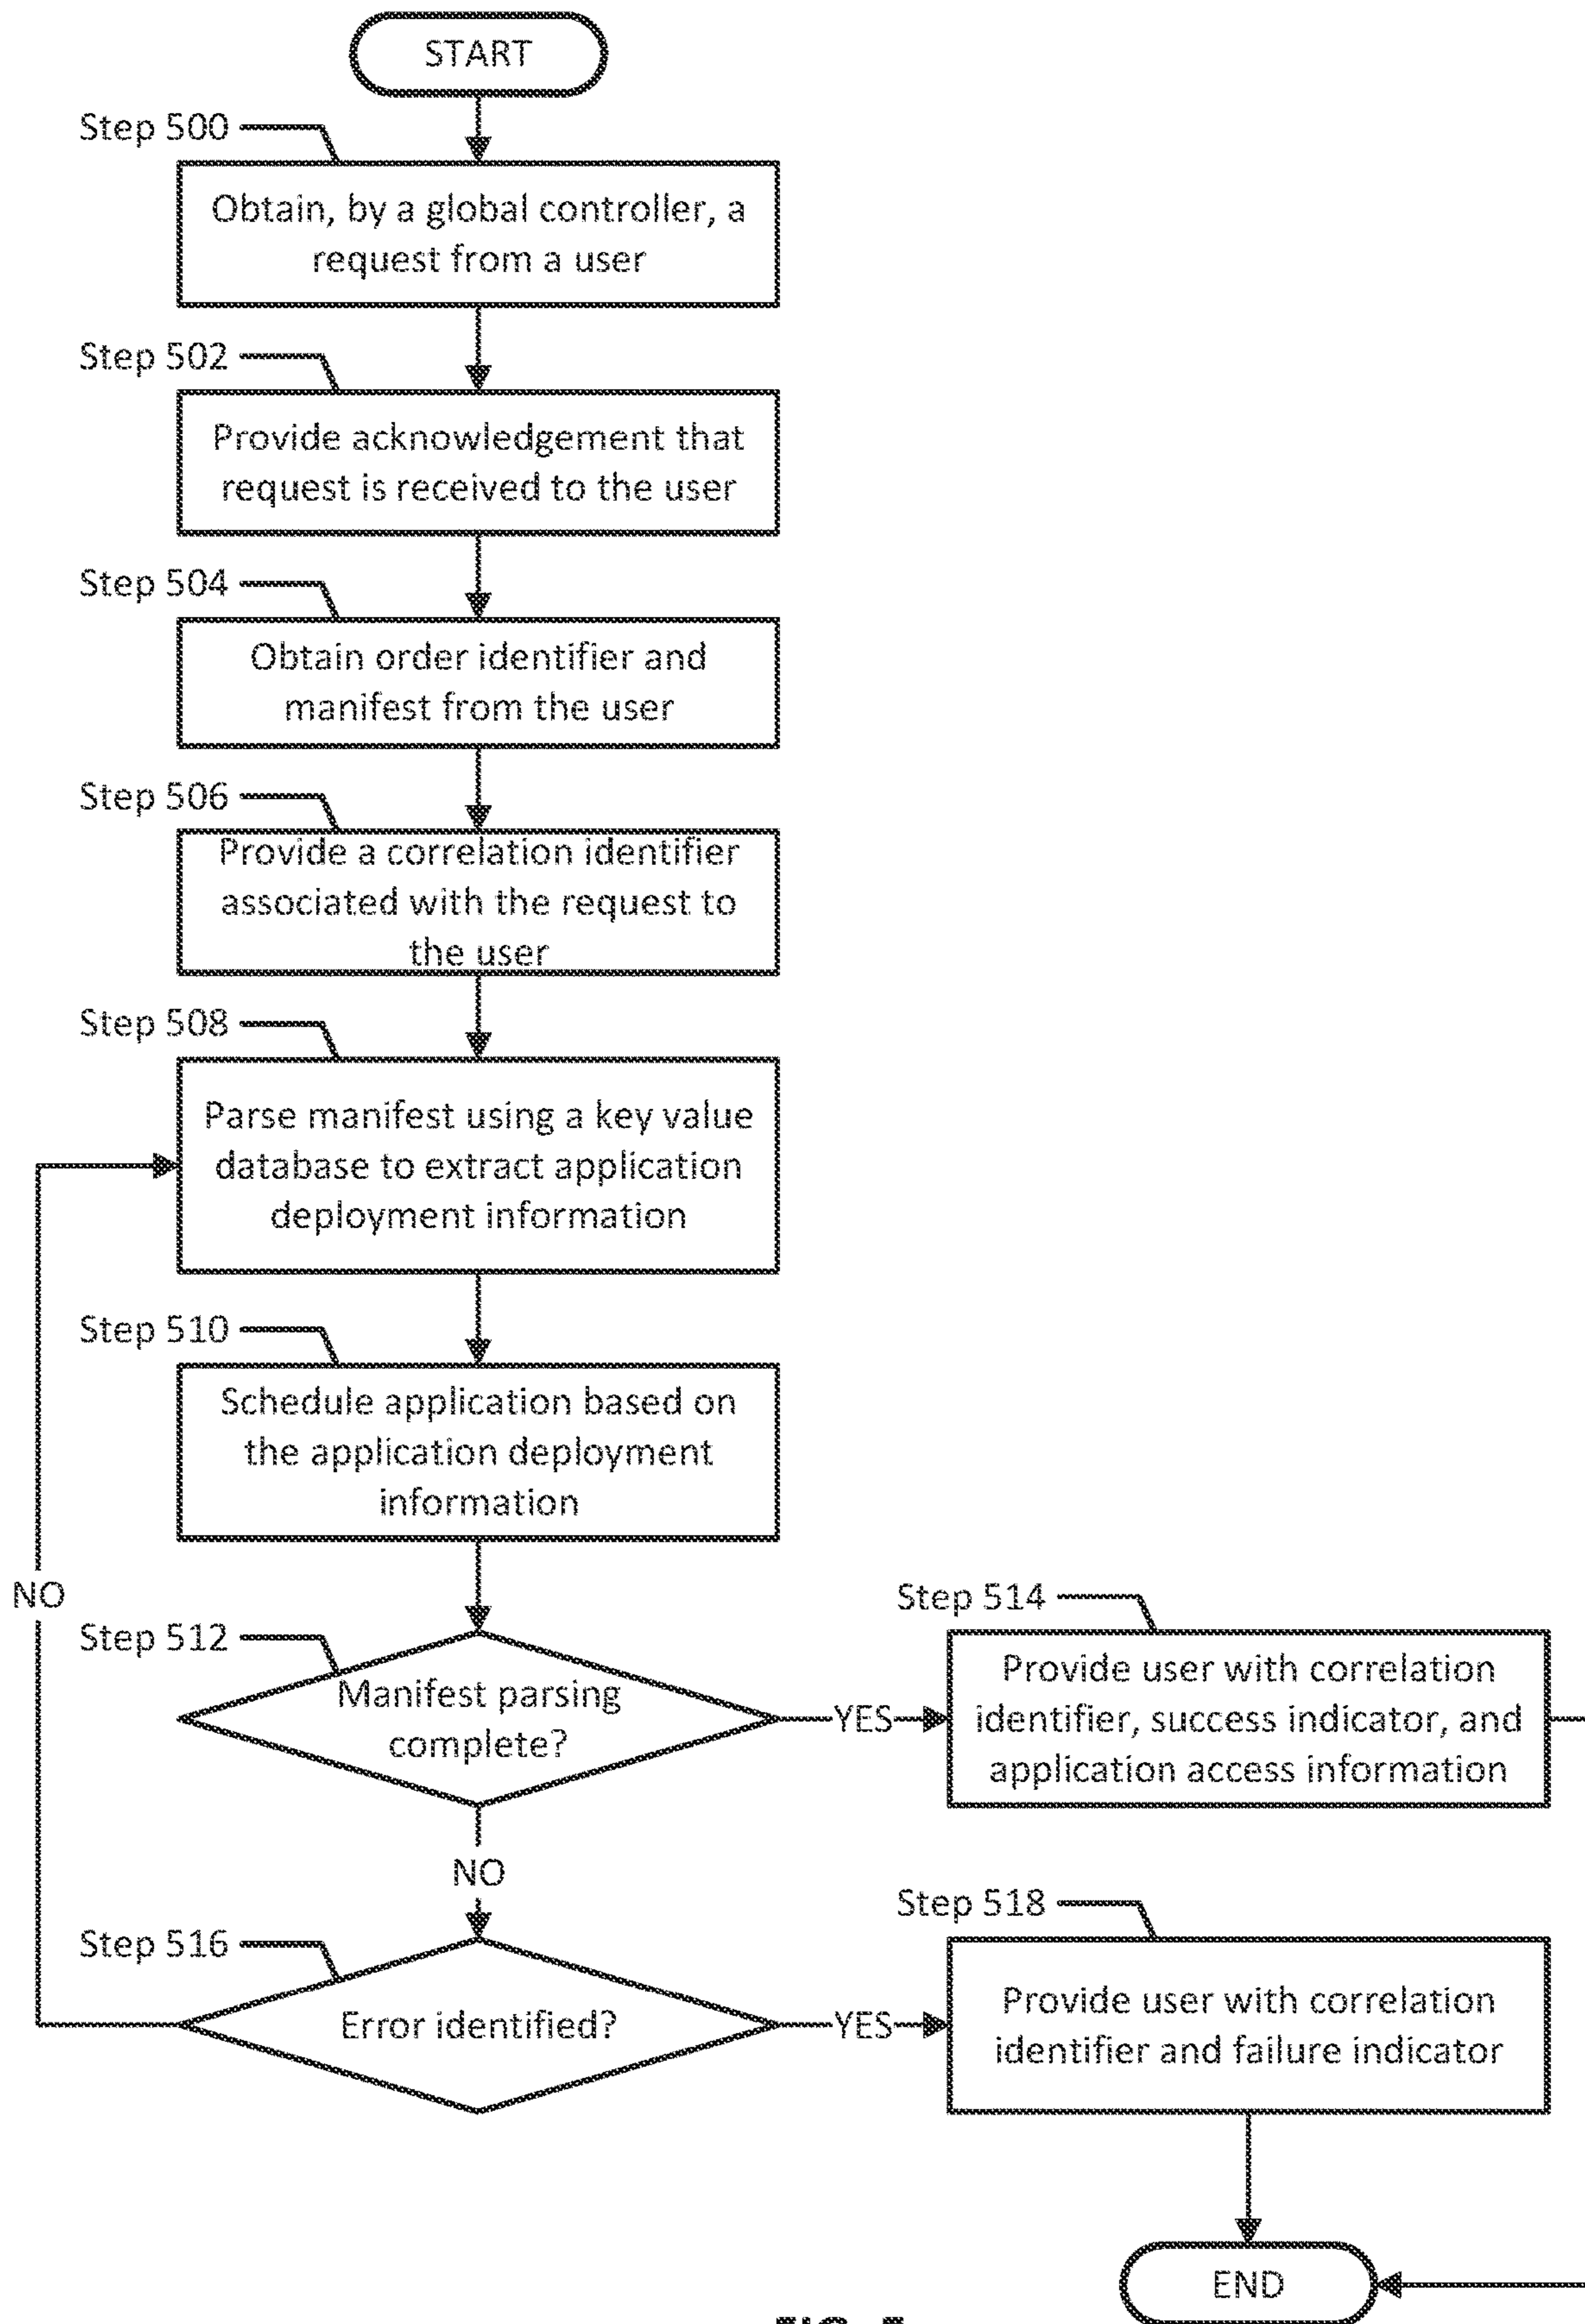 START
Step 500
Obtain, by a global controller, a
request from a user
Step 502
Provide acknowledgement that
request is received to the user
Step 504
Obtain order identifier and
manifest from the user
Step 506
Provide a correlation identifier
associated with the request to
the user
Step 508
Parse manifest using a key value
database to extract application
deployment information
Step 510
Schedule application based on
the application deployment
information
NO
Step 512
Manifest parsing
complete?
YES
Step 514
Provide user with correlation
identifier, success indicator, and
application access information
NO
Step 516
Error identified?
YES
Step 518
Provide user with correlation
identifier and failure indicator
END